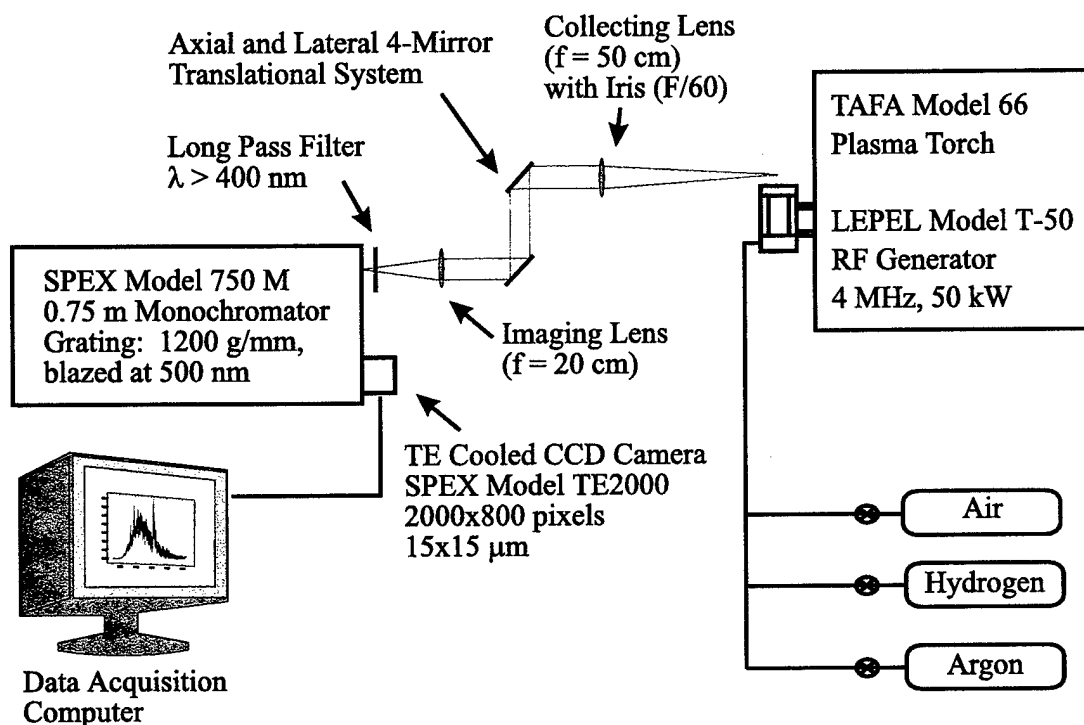 Axial and Lateral 4-Mirror
Translational System
Collecting Lens
(f = 50 cm)
with Iris (F/60)
Long Pass Filter
λ > 400 nm
TAFA Model 66
Plasma Torch
LEPEL Model T-50
RF Generator
4 MHz, 50 kW
SPEX Model 750 M
0.75 m Monochromator
Grating: 1200 g/mm,
blazed at 500 nm
Imaging Lens
(f = 20 cm)
TE Cooled CCD Camera
SPEX Model TE2000
2000x800 pixels
15x15 μm
Air
Hydrogen
Argon
Data Acquisition
Computer